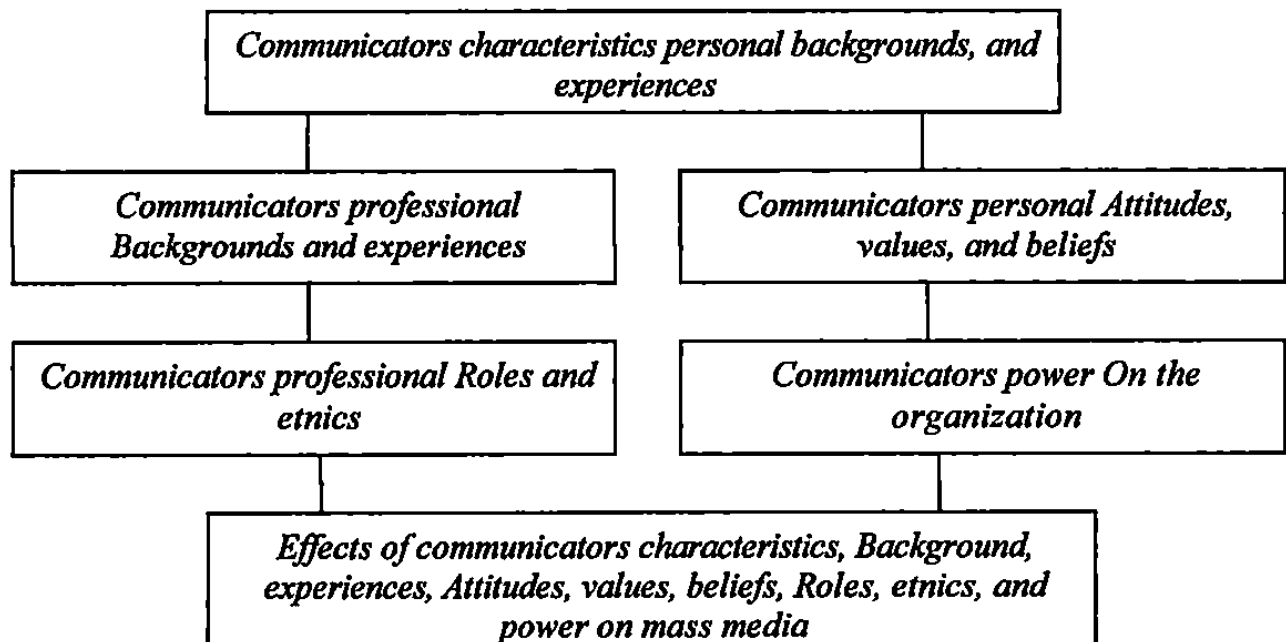 Communicators characteristics personal backgrounds, and
experiences
Communicators professional
Backgrounds and experiences
Communicators personal Attitudes,
values, and beliefs
Communicators professional Roles and
etnics
Communicators power On the
organization
Effects of communicators characteristics, Background,
experiences, Attitudes, values, beliefs, Roles, etnics, and
power on mass media